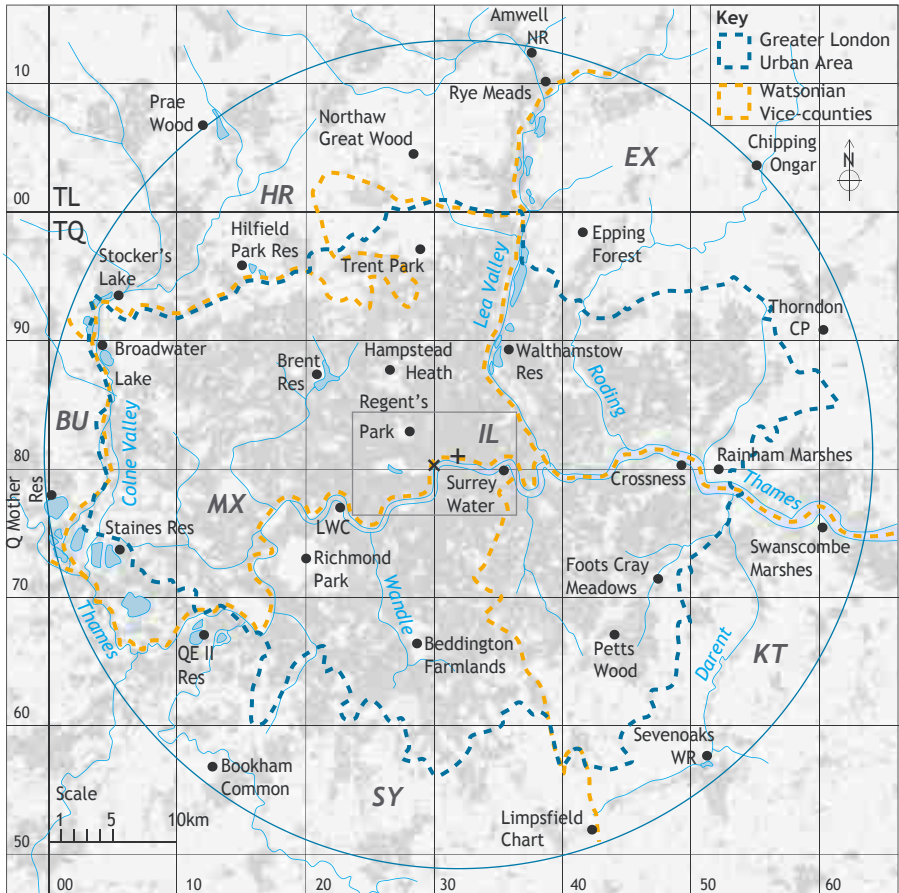 Key
Greater London
Urban Area
Watsonian
Vice-counties
N
Amwell
NR
10
Rye Meads
Prae
Wood
Northaw
Great Wood
EX
Chipping
Ongar
TL
HR
00
TQ
Hilfield
Park Res
Epping
Forest
Stocker's
Lake
Trent Park
Lea Valley
Thorndon
CP
90
Broadwater
Lake
Brent
Res
Hampstead
Heath
Walthamstow
Res
Roding
BU
Colne Valley
Regent's
Park
IL
80
Q Mother
Res
Surrey
Water
Crossness
Rainham Marshes
Thames
MX
LWC
Staines Res
Richmond
Park
Foots Cray
Meadows
Swanscombe
Marshes
70
Thames
Wandle
QE II
Res
Beddington
Farmlands
Petts
Wood
Darent
KT
60
Sevenoaks
WR
Bookham
Common
SY
Scale
1 5 10km
Limpsfield
Chart
50
00 10 20 30 40 50 60